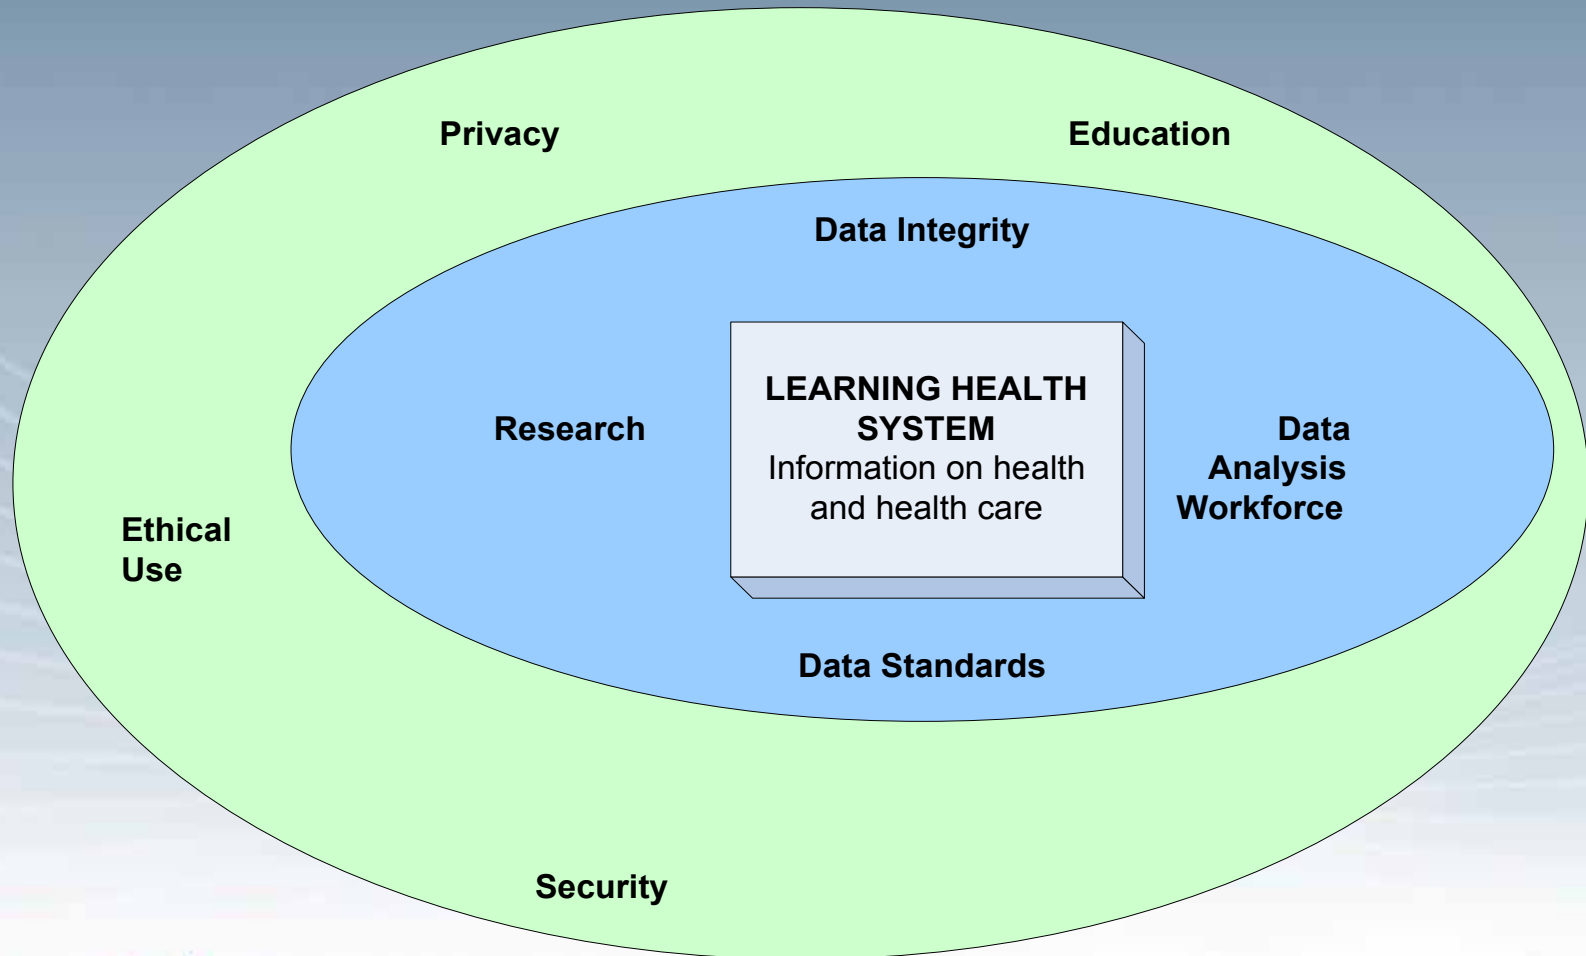 Privacy
Education
Data Integrity
LEARNING HEALTH
SYSTEM
Information on health
and health care
Research
Data
Analysis
Workforce
Ethical
Use
Data Standards
Security